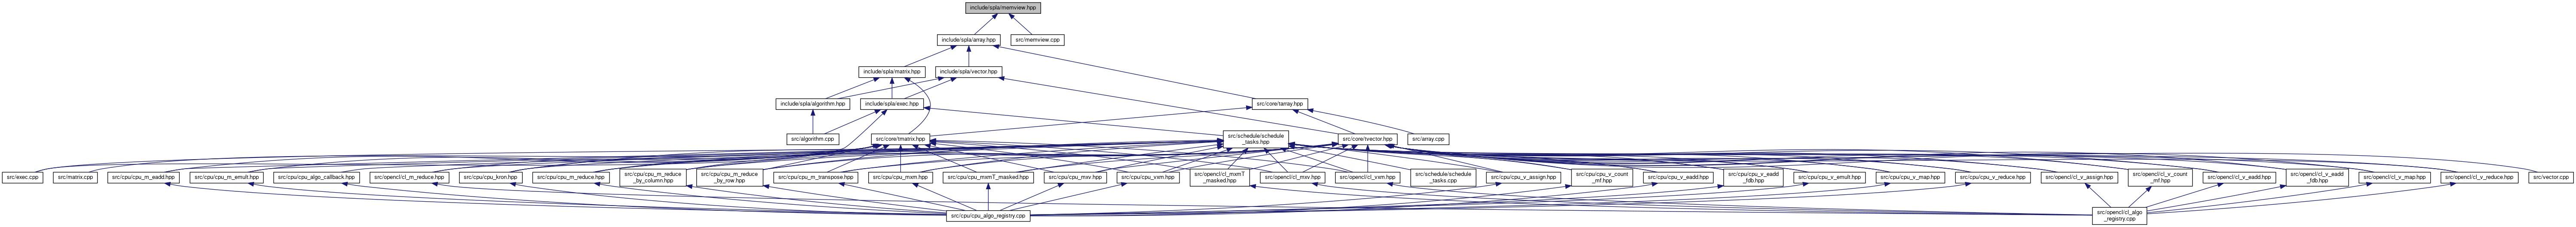 include/spla/memview.hpp
include/spla/array.hpp
src/memview.cpp
include/spla/matrix.hpp
include/spla/vector.hpp
include/spla/algorithm.hpp
include/spla/exec.hpp
src/core/tarray.hpp
src/algorithm.cpp
src/core/tmatrix.hpp
src/schedule/schedule
_tasks.hpp
src/core/tvector.hpp
src/array.cpp
src/exec.cpp
src/matrix.cpp
src/cpu/cpu_m_eadd.hpp
src/cpu/cpu_m_emult.hpp
src/cpu/cpu_algo_callback.hpp
src/opencl/cl_m_reduce.hpp
src/cpu/cpu_kron.hpp
src/cpu/cpu_m_reduce.hpp
src/cpu/cpu_m_reduce
_by_column.hpp
src/cpu/cpu_m_reduce
_by_row.hpp
src/cpu/cpu_m_transpose.hpp
src/cpu/cpu_mxm.hpp
src/cpu/cpu_mxmT_masked.hpp
src/cpu/cpu_mxv.hpp
src/cpu/cpu_vxm.hpp
src/opencl/cl_mxmT
_masked.hpp
src/opencl/cl_mxv.hpp
src/opencl/cl_vxm.hpp
src/schedule/schedule
_tasks.cpp
src/cpu/cpu_v_assign.hpp
src/cpu/cpu_v_count
_mf.hpp
src/cpu/cpu_v_eadd.hpp
src/cpu/cpu_v_eadd
_fdb.hpp
src/cpu/cpu_v_emult.hpp
src/cpu/cpu_v_map.hpp
src/cpu/cpu_v_reduce.hpp
src/opencl/cl_v_assign.hpp
src/opencl/cl_v_count
_mf.hpp
src/opencl/cl_v_eadd.hpp
src/opencl/cl_v_eadd
_fdb.hpp
src/opencl/cl_v_map.hpp
src/opencl/cl_v_reduce.hpp
src/vector.cpp
src/cpu/cpu_algo_registry.cpp
src/opencl/cl_algo
_registry.cpp